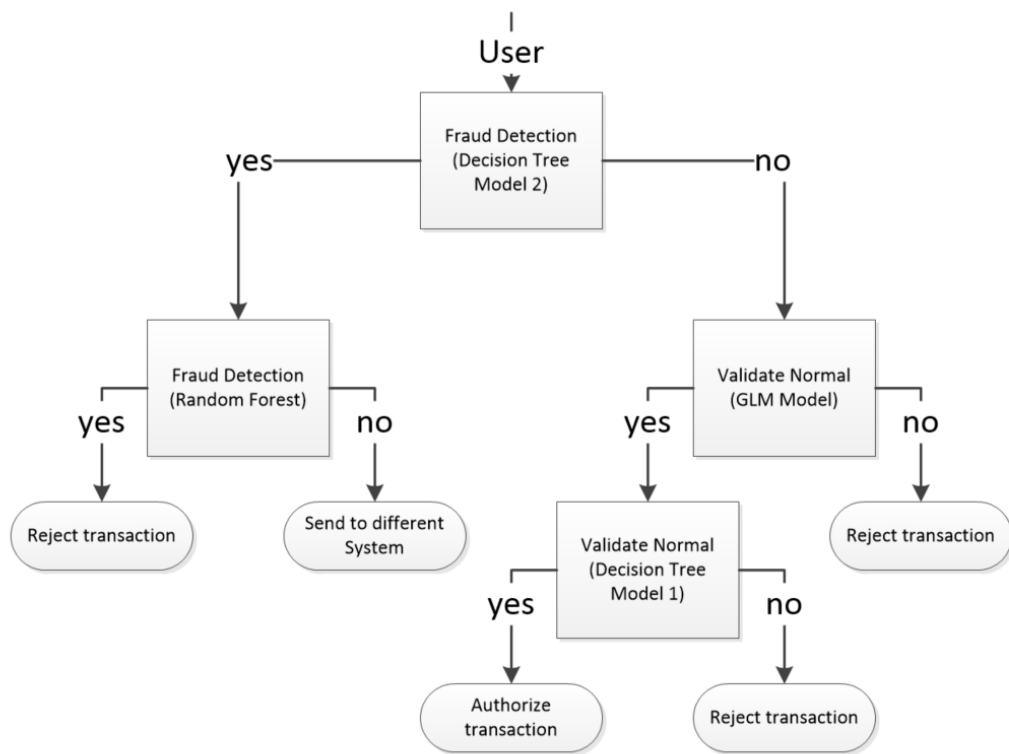 User
Fraud Detection
(Decision Tree
Model 2)
yes
no
Fraud Detection
(Random Forest)
Validate Normal
(GLM Model)
yes
no
yes
no
Reject transaction
Send to different
System
Validate Normal
(Decision Tree
Model 1)
Reject transaction
yes
no
Authorize
transaction
Reject transaction